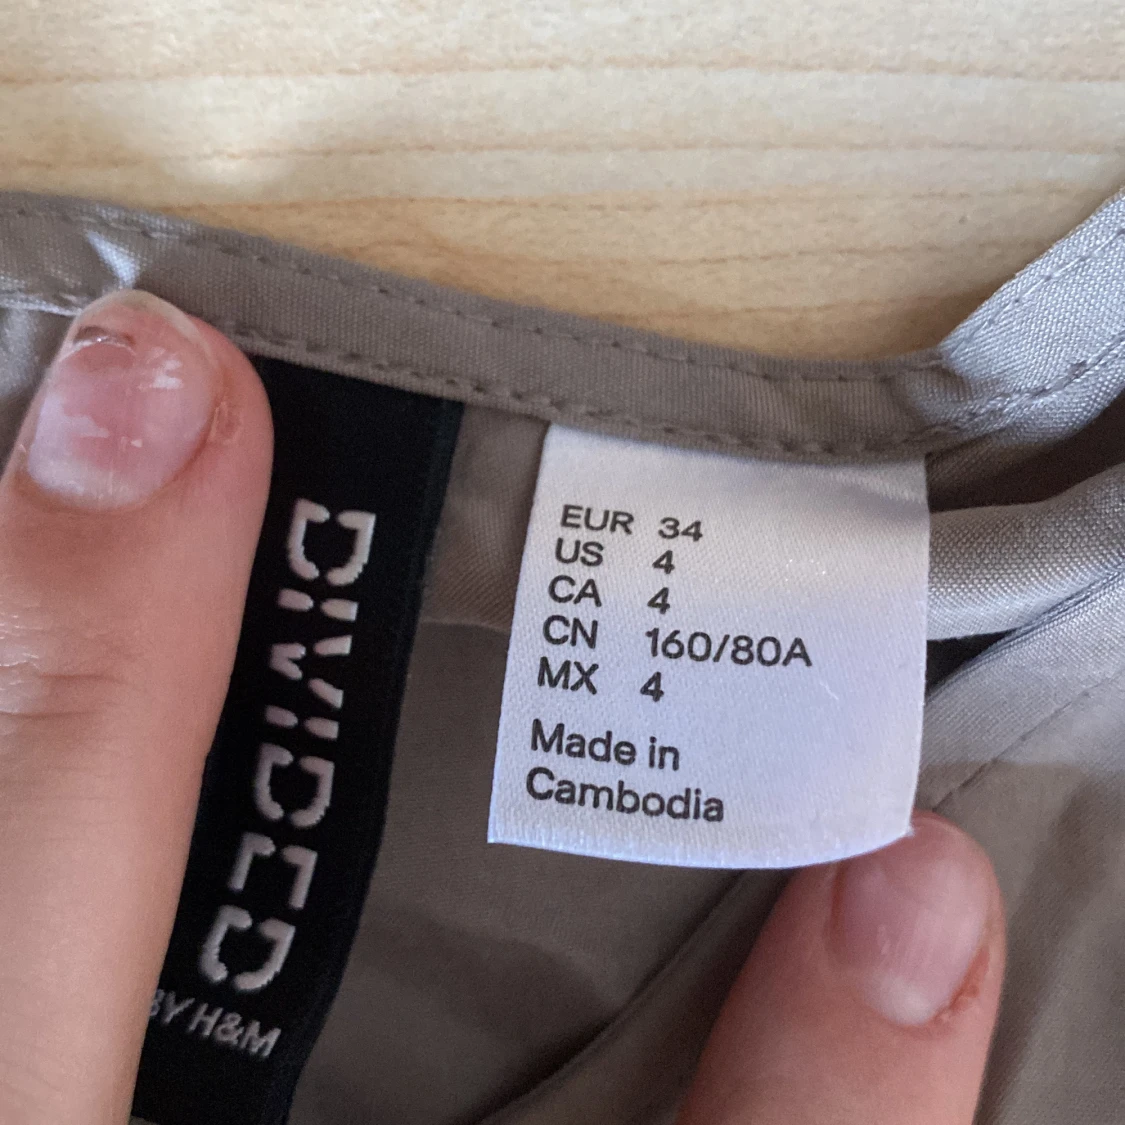 DIVIDED
BY H&M
EUR 34
US 4
CA 4
CN 160/80A
MX 4
Made in
Cambodia